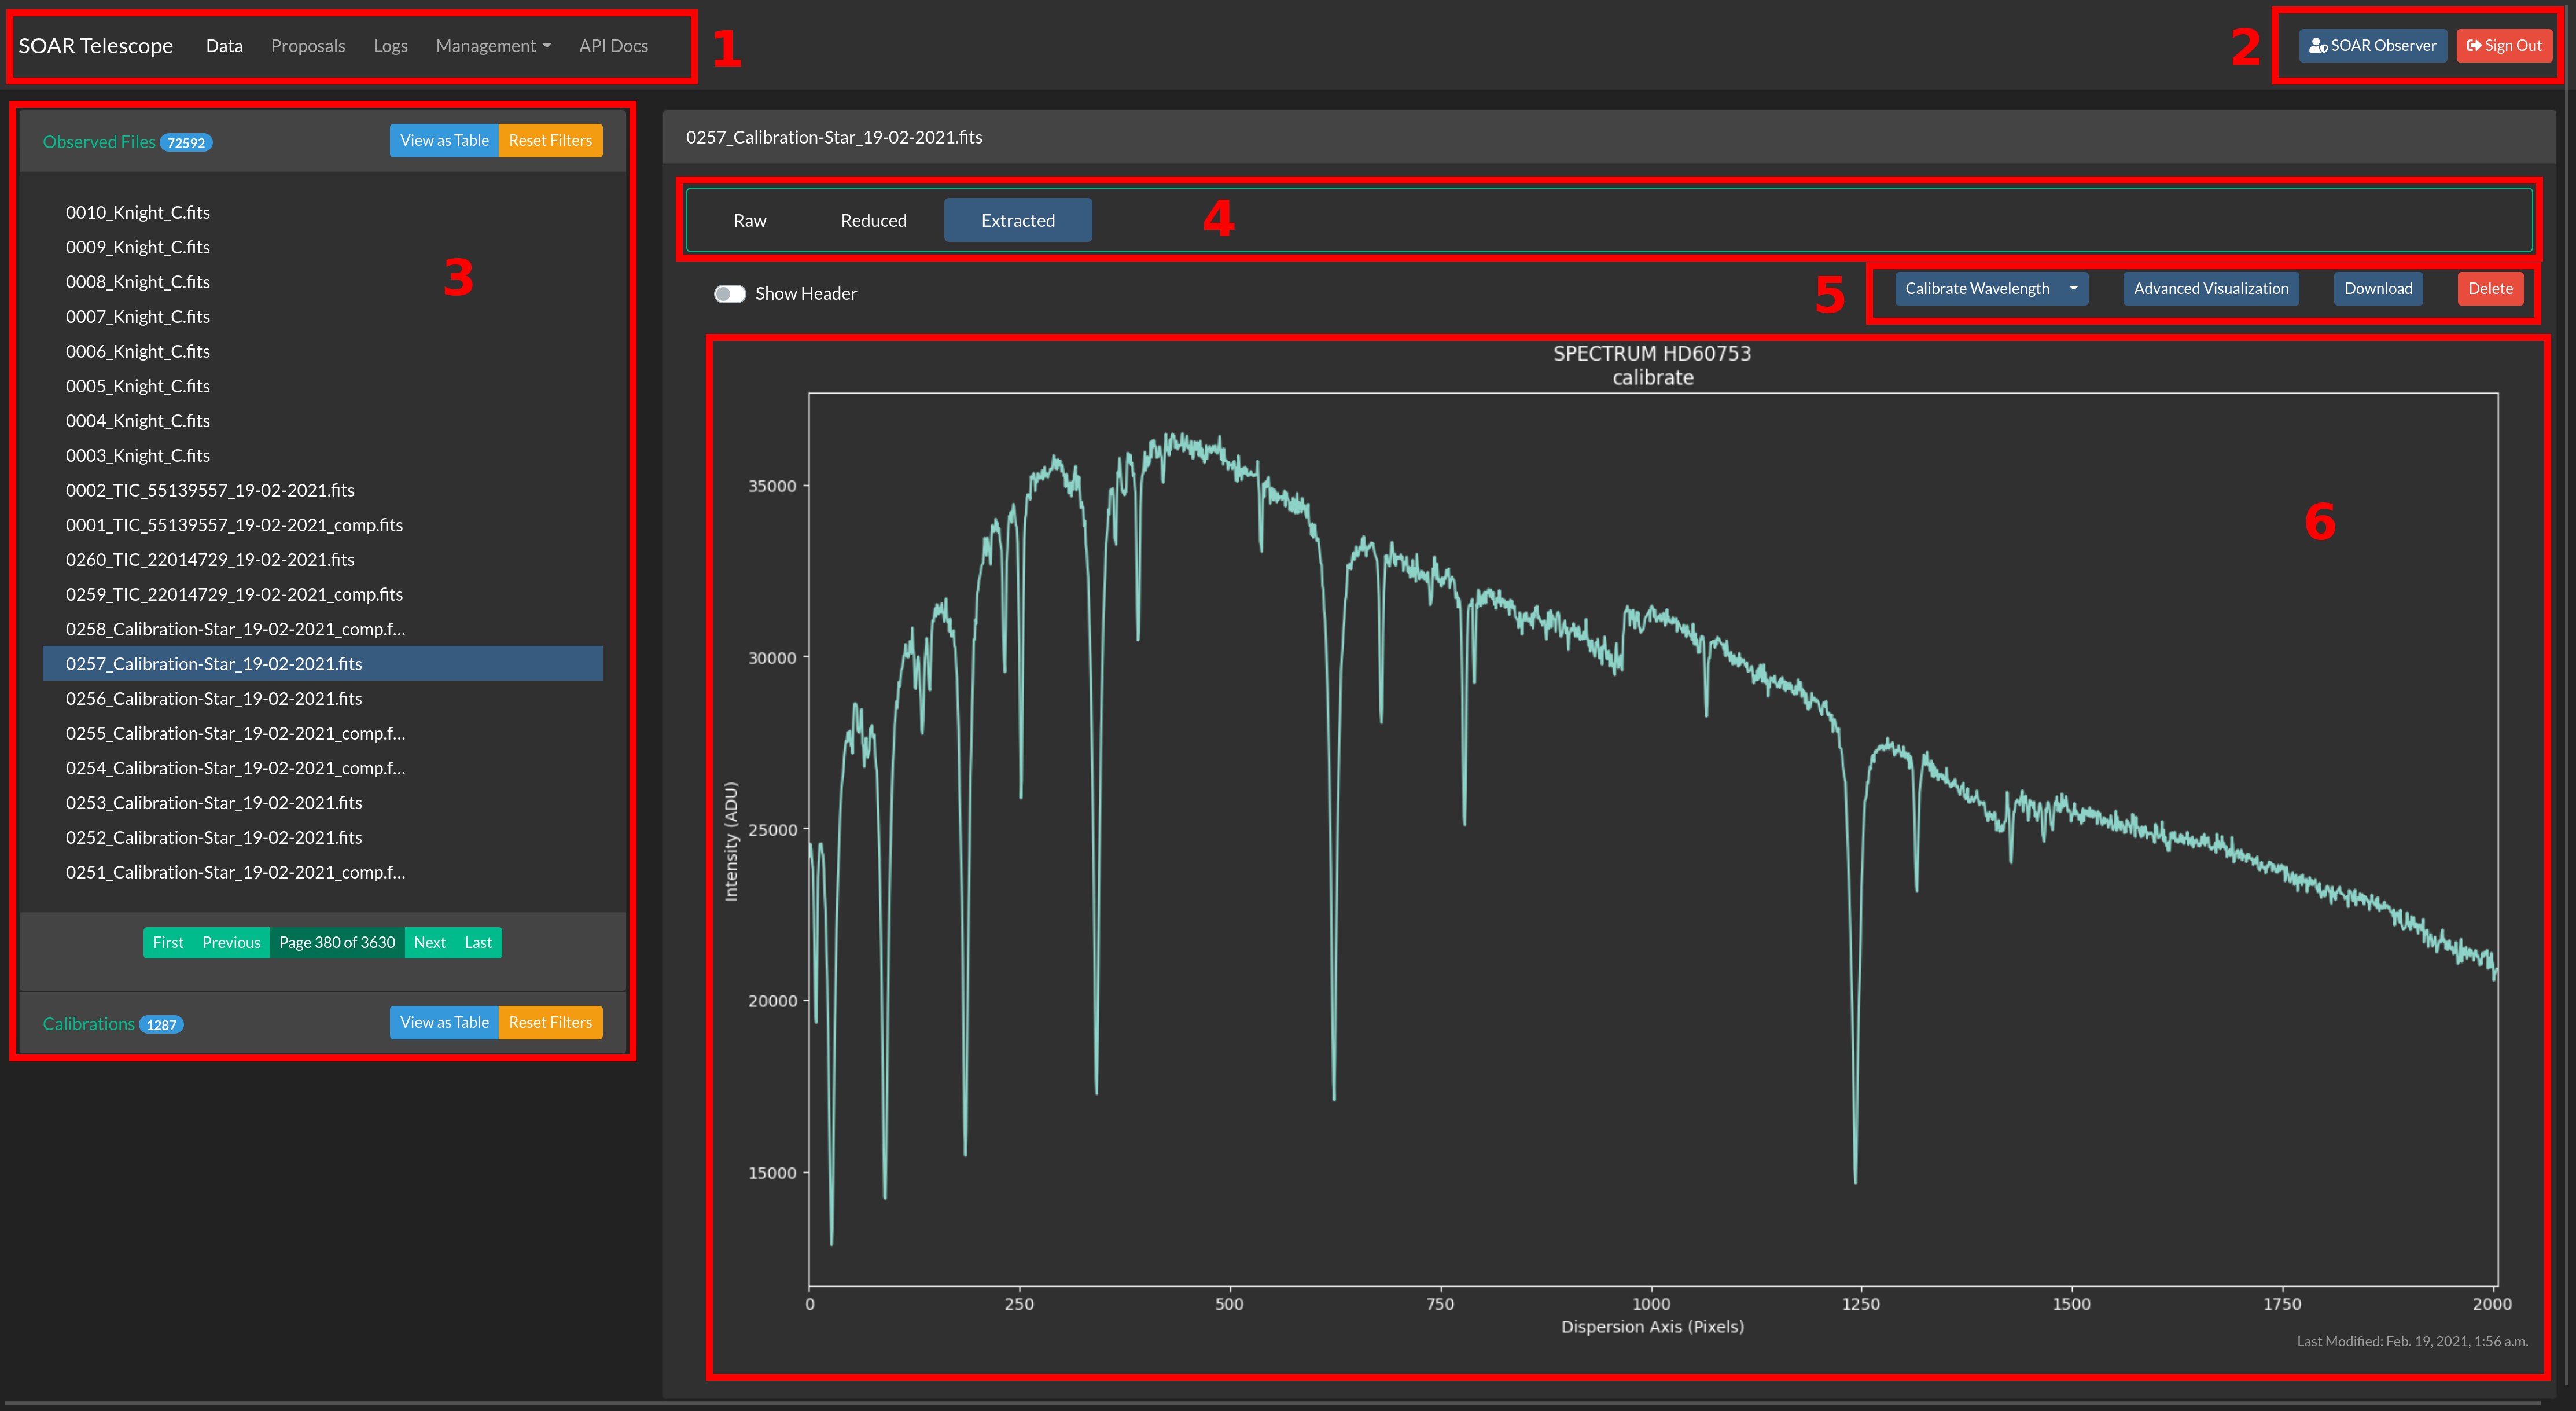 SOAR Telescope Data Proposals Logs Management API Docs 1
2 SOAR Observer Sign Out
Observed Files 72592 View as Table Reset Filters
0010_Knight_C.fits
0009_Knight_C.fits
0008_Knight_C.fits
3
0007_Knight_C.fits
0006_Knight_C.fits
0005_Knight_C.fits
0004_Knight_C.fits
0003_Knight_C.fits
0002_TIC_55139557_19-02-2021.fits
0001_TIC_55139557_19-02-2021_comp.fits
0260_TIC_22014729_19-02-2021.fits
0259_TIC_22014729_19-02-2021_comp.fits
0258_Calibration-Star_19-02-2021_comp.f...
0257_Calibration-Star_19-02-2021.fits
0256_Calibration-Star_19-02-2021.fits
0255_Calibration-Star_19-02-2021_comp.f...
0254_Calibration-Star_19-02-2021_comp.f...
0253_Calibration-Star_19-02-2021.fits
0252_Calibration-Star_19-02-2021.fits
0251_Calibration-Star_19-02-2021_comp.f...
First Previous Page 380 of 3630 Next Last
Calibrations 1287 View as Table Reset Filters
0257_Calibration-Star_19-02-2021.fits
Raw Reduced Extracted 4
Show Header 5 Calibrate Wavelength Advanced Visualization Download Delete
SPECTRUM HD60753
calibrate
6
35000
30000
25000
20000
15000
Intensity (ADU)
0 250 500 750 1000 1250 1500 1750 2000
Dispersion Axis (Pixels)
Last Modified: Feb. 19, 2021, 1:56 a.m.